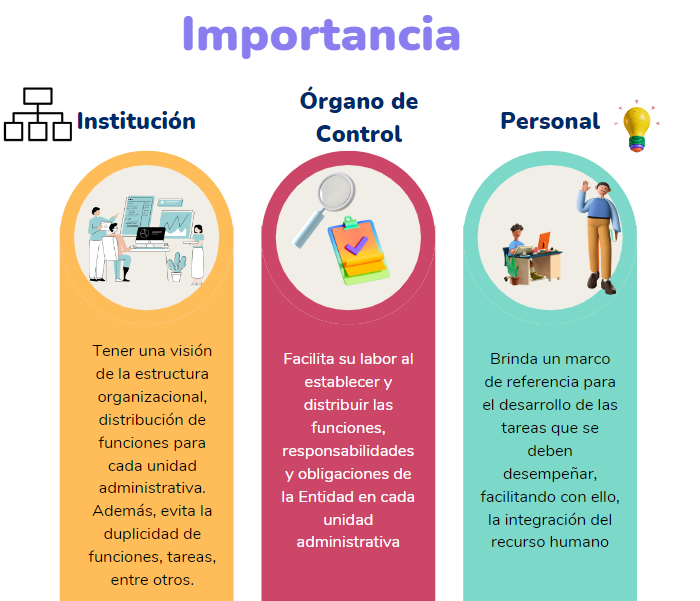 Importancia
Institución
Tener una visión
de la estructura
organizacional,
distribución de
funciones para
cada unidad
administrativa.
Además, evita la
duplicidad de
funciones, tareas,
entre otros.
Órgano de
Control
Facilita su labor al
establecer y
distribuir las
funciones,
responsabilidades
y obligaciones de
la Entidad en cada
unidad
administrativa
Personal
Brinda un marco
de referencia para
el desarrollo de las
tareas que se
deben
desempeñar,
facilitando con ello,
la integración del
recurso humano